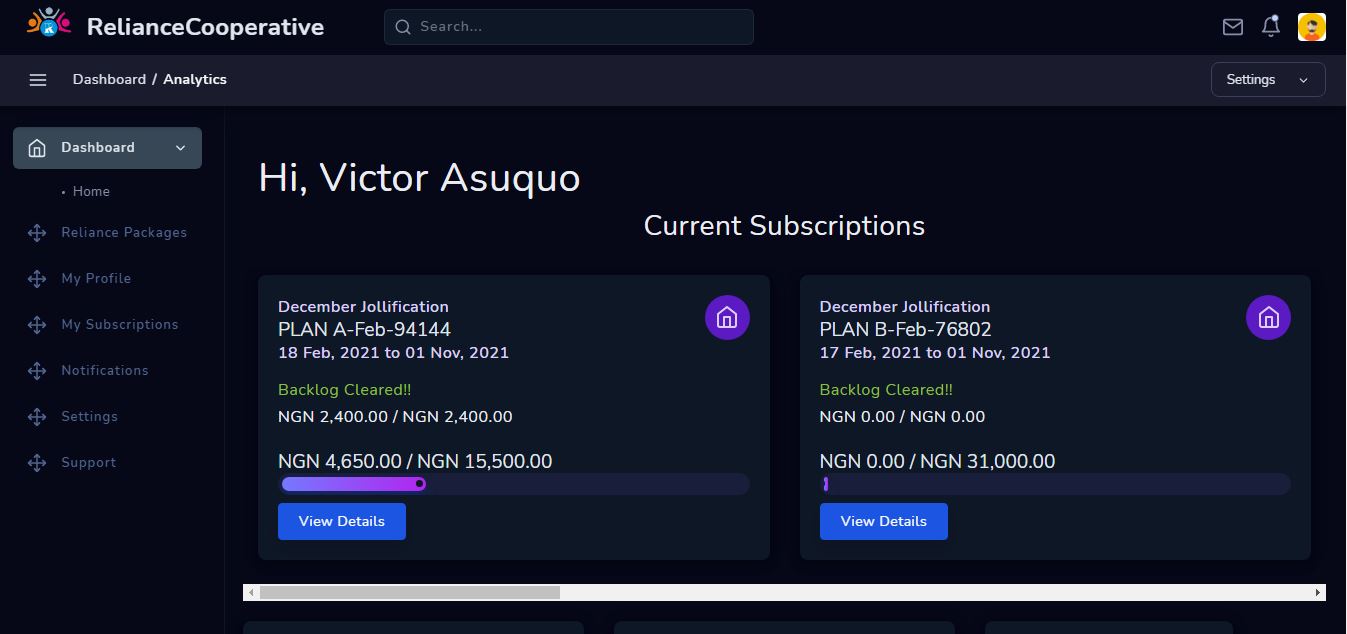 RelianceCooperative
Search...
Dashboard / Analytics
Settings
Dashboard
• Home
Reliance Packages
My Profile
My Subscriptions
Notifications
Settings
Support
Hi, Victor Asuquo
Current Subscriptions
December Jollification
PLAN A-Feb-94144
18 Feb, 2021 to 01 Nov, 2021
Backlog Cleared!!
NGN 2,400.00 / NGN 2,400.00
NGN 4,650.00 / NGN 15,500.00
View Details
December Jollification
PLAN B-Feb-76802
17 Feb, 2021 to 01 Nov, 2021
Backlog Cleared!!
NGN 0.00 / NGN 0.00
NGN 0.00 / NGN 31,000.00
View Details